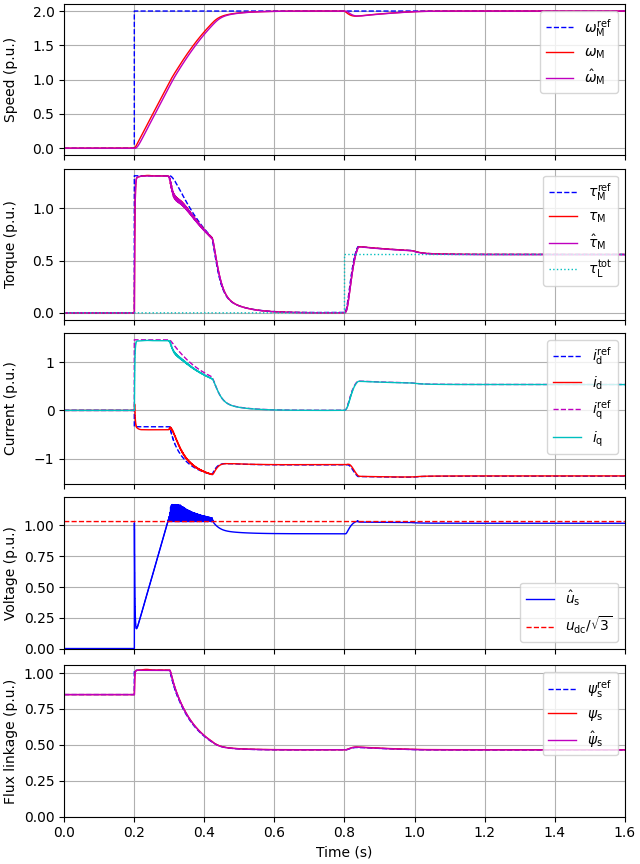 Speed (p.u.)
2.0
1.5
1.0
0.5
0.0
ω_M^ref
ω_M
ω̂_M
Torque (p.u.)
1.0
0.5
0.0
τ_M^ref
τ_M
τ̂_M
τ_L^tot
Current (p.u.)
1
0
−1
i_d^ref
i_d
i_q^ref
i_q
Voltage (p.u.)
1.00
0.75
0.50
0.25
0.00
û_s
u_dc/√3
Flux linkage (p.u.)
1.00
0.75
0.50
0.25
0.00
ψ_s^ref
ψ_s
ψ̂_s
0.0 0.2 0.4 0.6 0.8 1.0 1.2 1.4 1.6
Time (s)